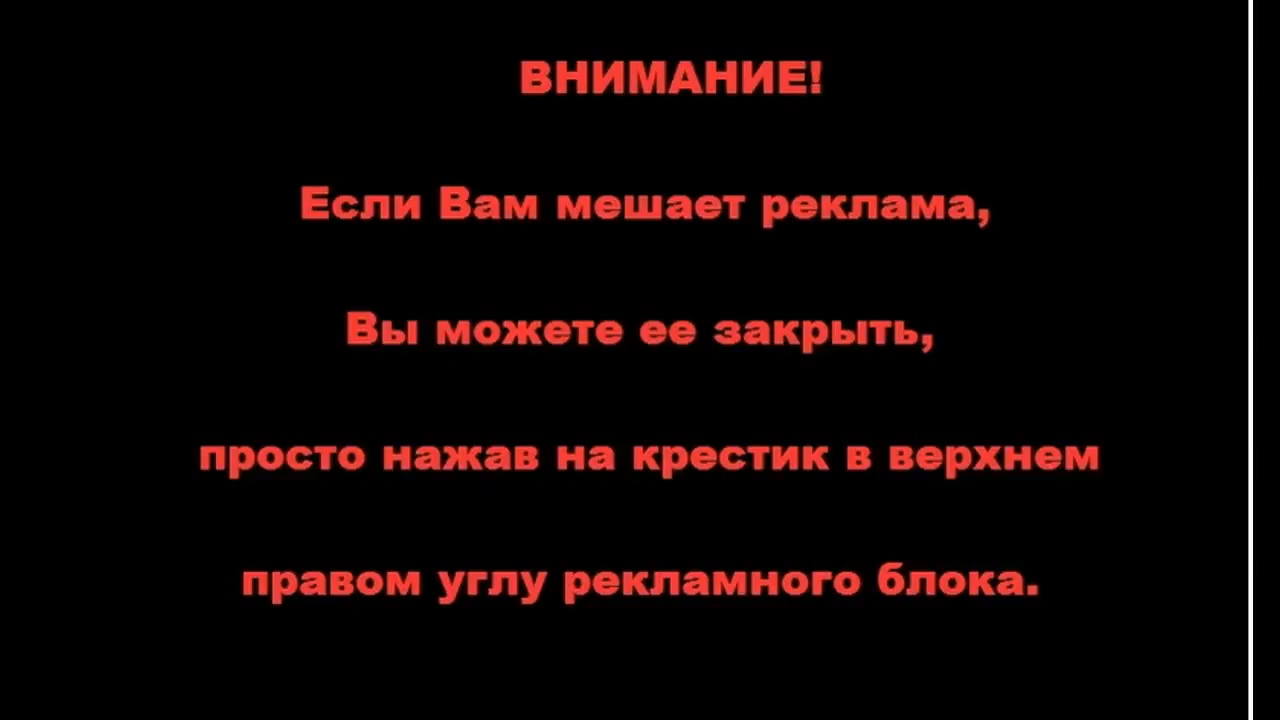 ВНИМАНИЕ!
Если Вам мешает реклама,
Вы можете ее закрыть,
просто нажав на крестик в верхнем
правом углу рекламного блока.